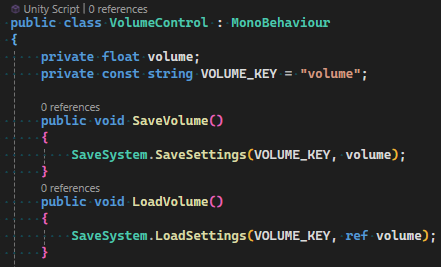 Unity Script | 0 references
public class VolumeControl : MonoBehaviour
{
private float volume;
private const string VOLUME_KEY = "volume";
0 references
public void SaveVolume()
{
SaveSystem.SaveSettings(VOLUME_KEY, volume);
}
0 references
public void LoadVolume()
{
SaveSystem.LoadSettings(VOLUME_KEY, ref volume);
}